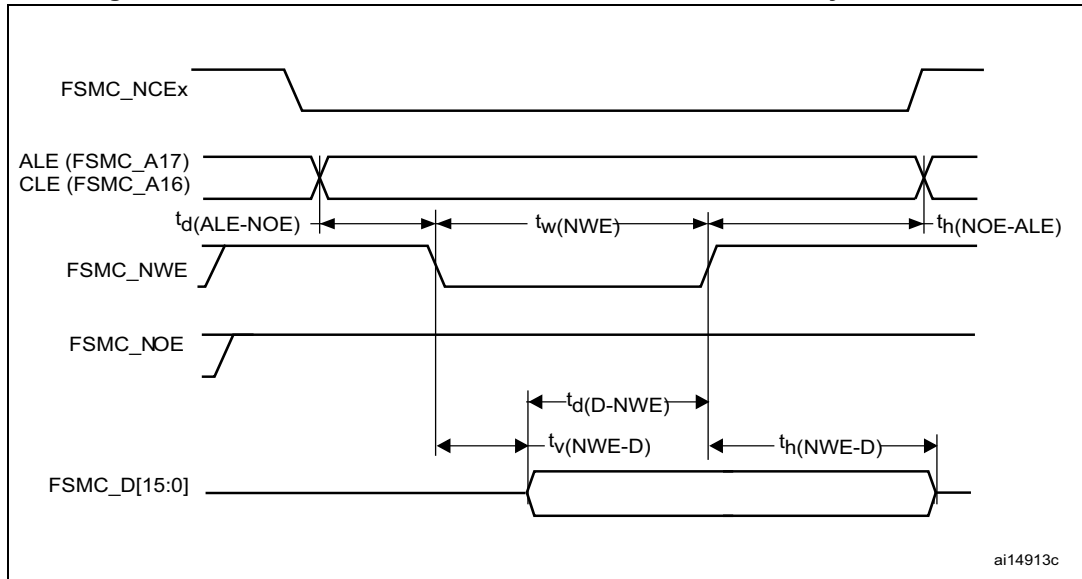 FSMC_NCEx
ALE (FSMC_A17)
CLE (FSMC_A16)
td(ALE-NOE)
tw(NWE)
th(NOE-ALE)
FSMC_NWE
FSMC_NOE
td(D-NWE)
tv(NWE-D)
th(NWE-D)
FSMC_D[15:0]
ai14913c